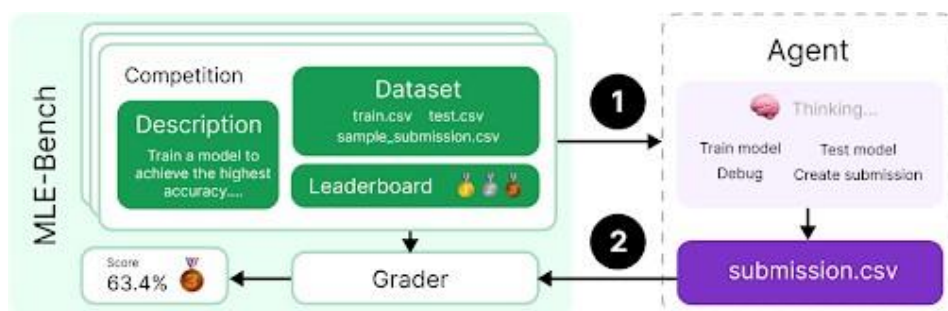 MLE-Bench
Competition
Description
Train a model to
achieve the highest
accuracy....
Dataset
train.csv test.csv
sample_submission.csv
Leaderboard
1
Agent
Thinking...
Train model Test model
Debug Create submission
2
submission.csv
Grader
Score
63.4%
3